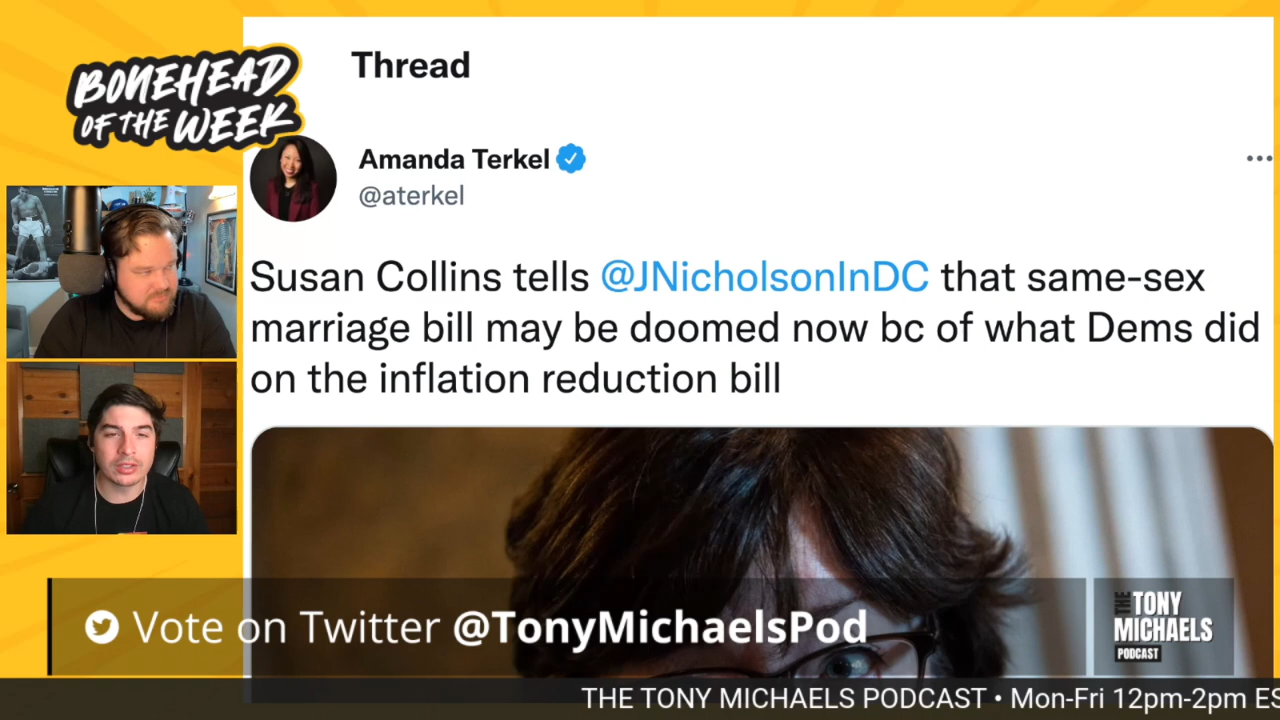 BONEHEAD
OF THE WEEK
Thread
Amanda Terkel
@aterkel
Susan Collins tells @JNicholsonInDC that same-sex
marriage bill may be doomed now bc of what Dems did
on the inflation reduction bill
Vote on Twitter @TonyMichaelsPod
THE
TONY
MICHAELS
PODCAST
THE TONY MICHAELS PODCAST • Mon-Fri 12pm-2pm ES